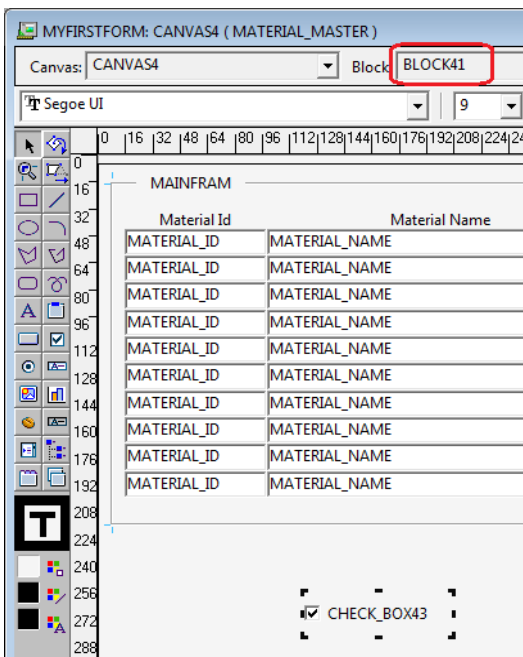 MYFIRSTFORM: CANVAS4 ( MATERIAL_MASTER )
Canvas: CANVAS4 Block BLOCK41
Segoe UI 9
0 16 32 48 64 80 96 112 128 144 160 176 192 208 224 24
0
MAINFRAM
16
32
Material Id Material Name
48
MATERIAL_ID MATERIAL_NAME
64
MATERIAL_ID MATERIAL_NAME
80
MATERIAL_ID MATERIAL_NAME
96
MATERIAL_ID MATERIAL_NAME
112
MATERIAL_ID MATERIAL_NAME
128
MATERIAL_ID MATERIAL_NAME
144
MATERIAL_ID MATERIAL_NAME
160
MATERIAL_ID MATERIAL_NAME
176
MATERIAL_ID MATERIAL_NAME
192
MATERIAL_ID MATERIAL_NAME
208
T
224
240
256
CHECK_BOX43
272
288